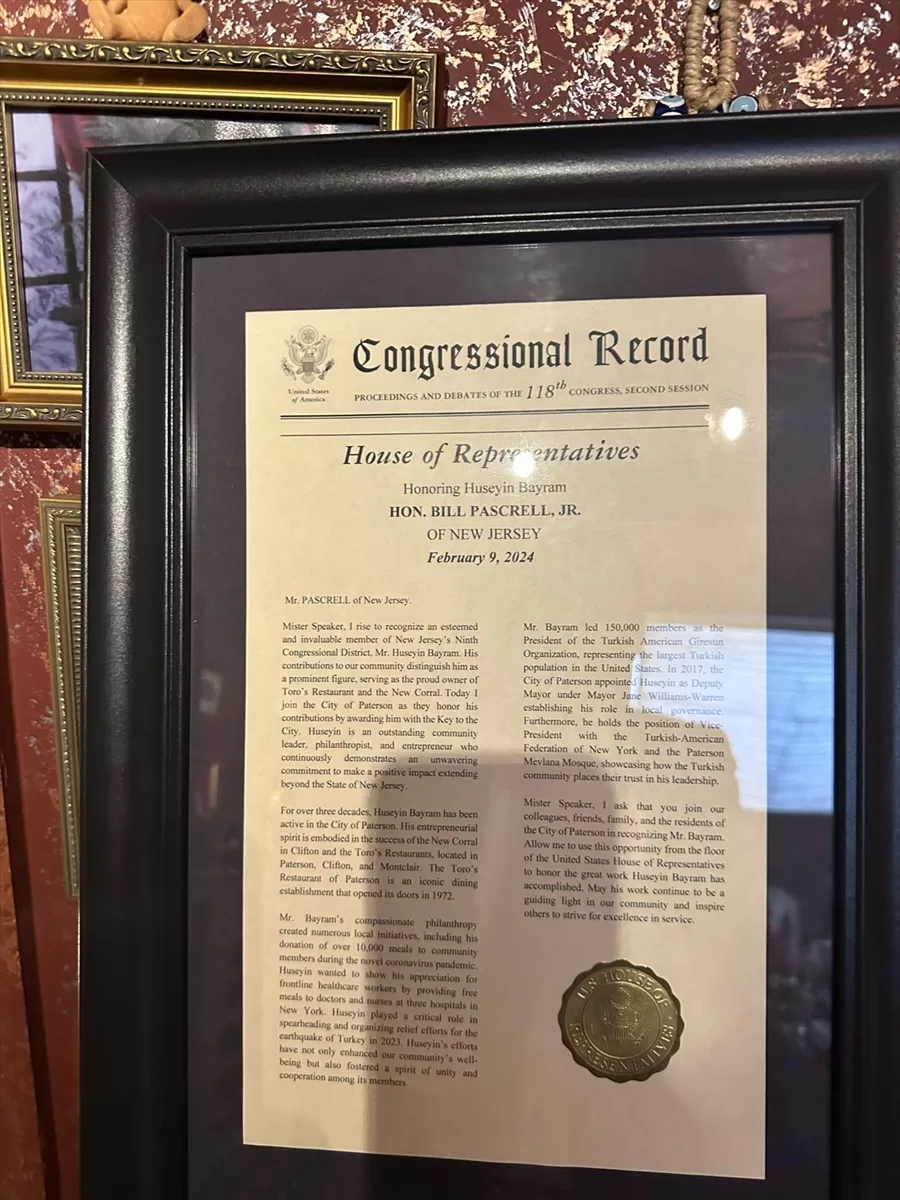 Congressional Record
United States
of America
PROCEEDINGS AND DEBATES OF THE 118th CONGRESS, SECOND SESSION
House of Representatives
Honoring Huseyin Bayram
HON. BILL PASCRELL, JR.
OF NEW JERSEY
February 9, 2024
Mr. PASCRELL of New Jersey.
Mister Speaker, I rise to recognize an esteemed
and invaluable member of New Jersey's Ninth
Congressional District, Mr. Huseyin Bayram. His
contributions to our community distinguish him as
a prominent figure, serving as the proud owner of
Toro's Restaurant and the New Corral. Today I
join the City of Paterson as they honor his
contributions by awarding him with the Key to the
City. Huseyin is an outstanding community
leader, philanthropist, and entrepreneur who
continuously demonstrates an unwavering
commitment to make a positive impact extending
beyond the State of New Jersey.
For over three decades, Huseyin Bayram has been
active in the City of Paterson. His entrepreneurial
spirit is embodied in the success of the New Corral
in Clifton and the Toro's Restaurants, located in
Paterson, Clifton, and Montclair. The Toro's
Restaurant of Paterson is an iconic dining
establishment that opened its doors in 1972.
Mr. Bayram's compassionate philanthropy
created numerous local initiatives, including his
donation of over 10,000 meals to community
members during the novel coronavirus pandemic.
Huseyin wanted to show his appreciation for
frontline healthcare workers by providing free
meals to doctors and nurses at three hospitals in
New York. Huseyin played a critical role in
spearheading and organizing relief efforts for the
earthquake of Turkey in 2023. Huseyin's efforts
have not only enhanced our community's well-
being but also fostered a spirit of unity and
cooperation among its members.
Mr. Bayram led 150,000 members as the
President of the Turkish American Giresun
Organization, representing the largest Turkish
population in the United States. In 2017, the
City of Paterson appointed Huseyin as Deputy
Mayor under Mayor Jane Williams-Warren
establishing his role in local governance.
Furthermore, he holds the position of Vice-
President with the Turkish-American
Federation of New York and the Paterson
Mevlana Mosque, showcasing how the Turkish
community places their trust in his leadership.
Mister Speaker, I ask that you join our
colleagues, friends, family, and the residents of
the City of Paterson in recognizing Mr. Bayram.
Allow me to use this opportunity from the floor
of the United States House of Representatives
to honor the great work Huseyin Bayram has
accomplished. May his work continue to be a
guiding light in our community and inspire
others to strive for excellence in service.
U.S. HOUSE OF
REPRESENTATIVES